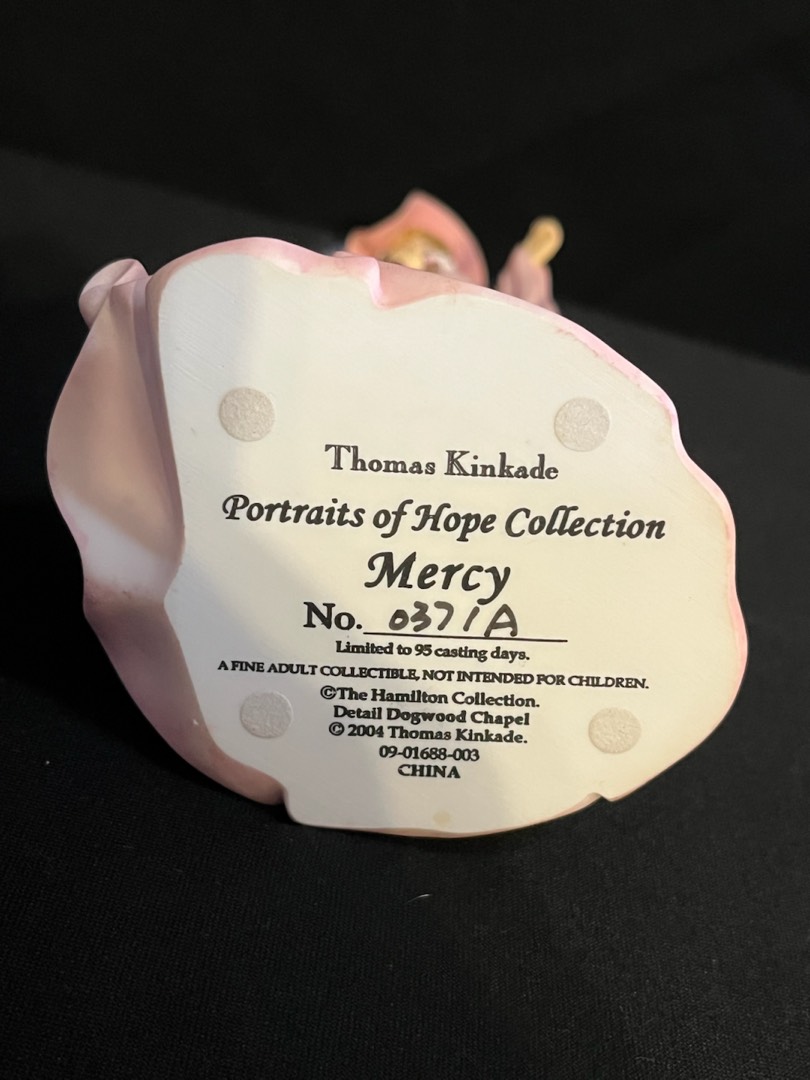 Thomas Kinkade
Portraits of Hope Collection
Mercy
No. 0371A
Limited to 95 casting days.
A FINE ADULT COLLECTIBLE, NOT INTENDED FOR CHILDREN.
©The Hamilton Collection.
Detail Dogwood Chapel
© 2004 Thomas Kinkade.
09-01688-003
CHINA